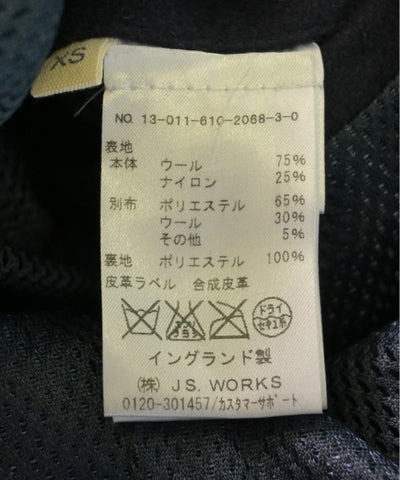 XS
NO. 13-011-610-2068-3-0
表地
本体 ウール 75%
ナイロン 25%
別布 ポリエステル 65%
ウール 30%
その他 5%
裏地 ポリエステル 100%
皮革ラベル 合成皮革
ドライ
セキユ系
イングランド製
(株) J.S. WORKS
0120-301457/カスタマーサポート